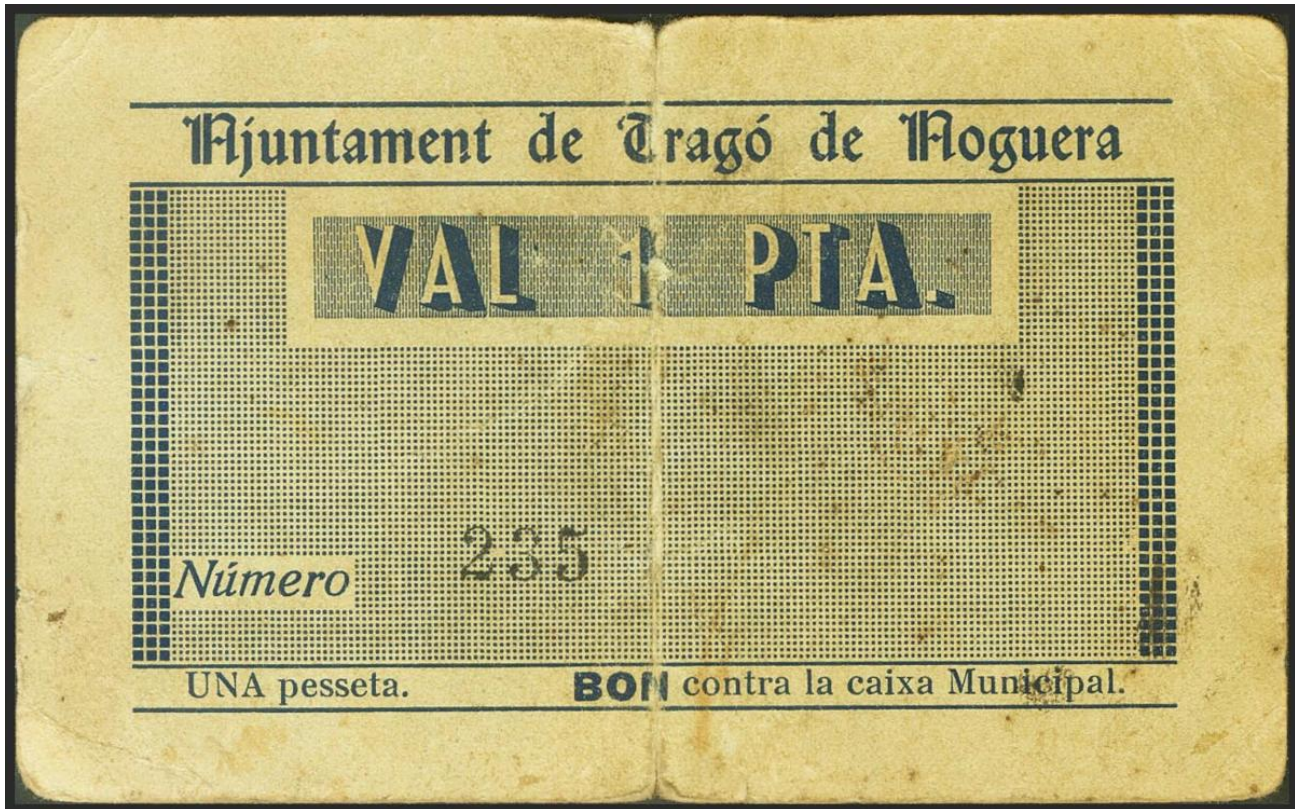 Ajuntament de Tragó de Noguera
VAL 1 PTA.
Número 235
UNA pesseta. BON contra la caixa Municipal.